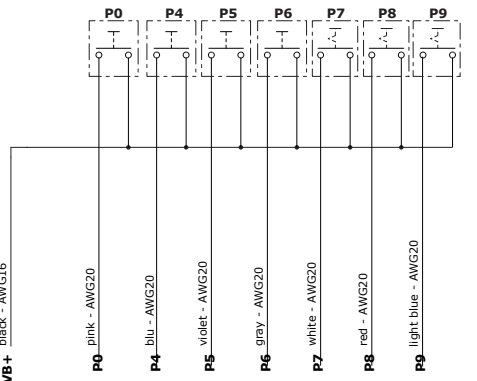 P0 P4 P5 P6 P7 P8 P9
black - AWG16
pink - AWG20
blu - AWG20
violet - AWG20
gray - AWG20
white - AWG20
red - AWG20
light blue - AWG20
VB+
P0
P4
P5
P6
P7
P8
P9